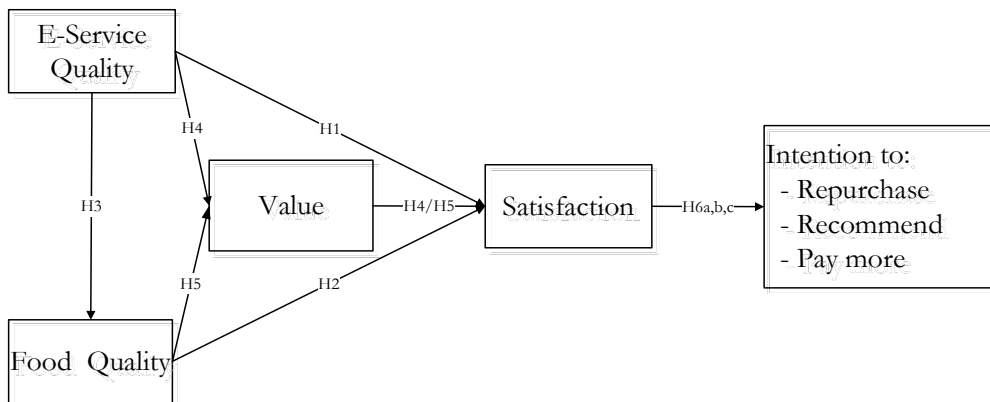 E-Service
Quality
H4
H1
H3
Value
H4/H5
Satisfaction
H6a,b,c
Intention to:
- Repurchase
- Recommend
- Pay more
H5
H2
Food Quality